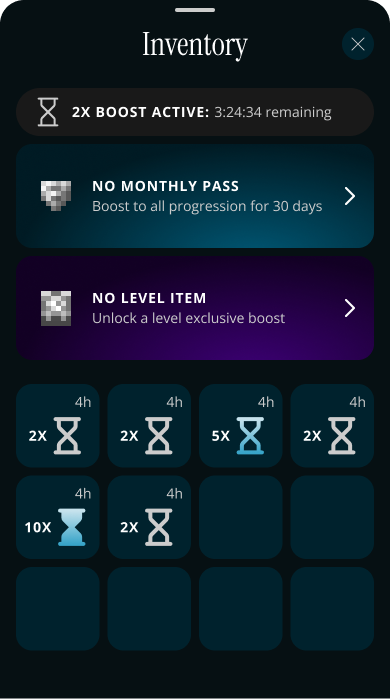 Inventory
2X BOOST ACTIVE: 3:24:34 remaining
NO MONTHLY PASS
Boost to all progression for 30 days
NO LEVEL ITEM
Unlock a level exclusive boost
4h
2X
4h
2X
4h
5X
4h
2X
4h
10X
4h
2X